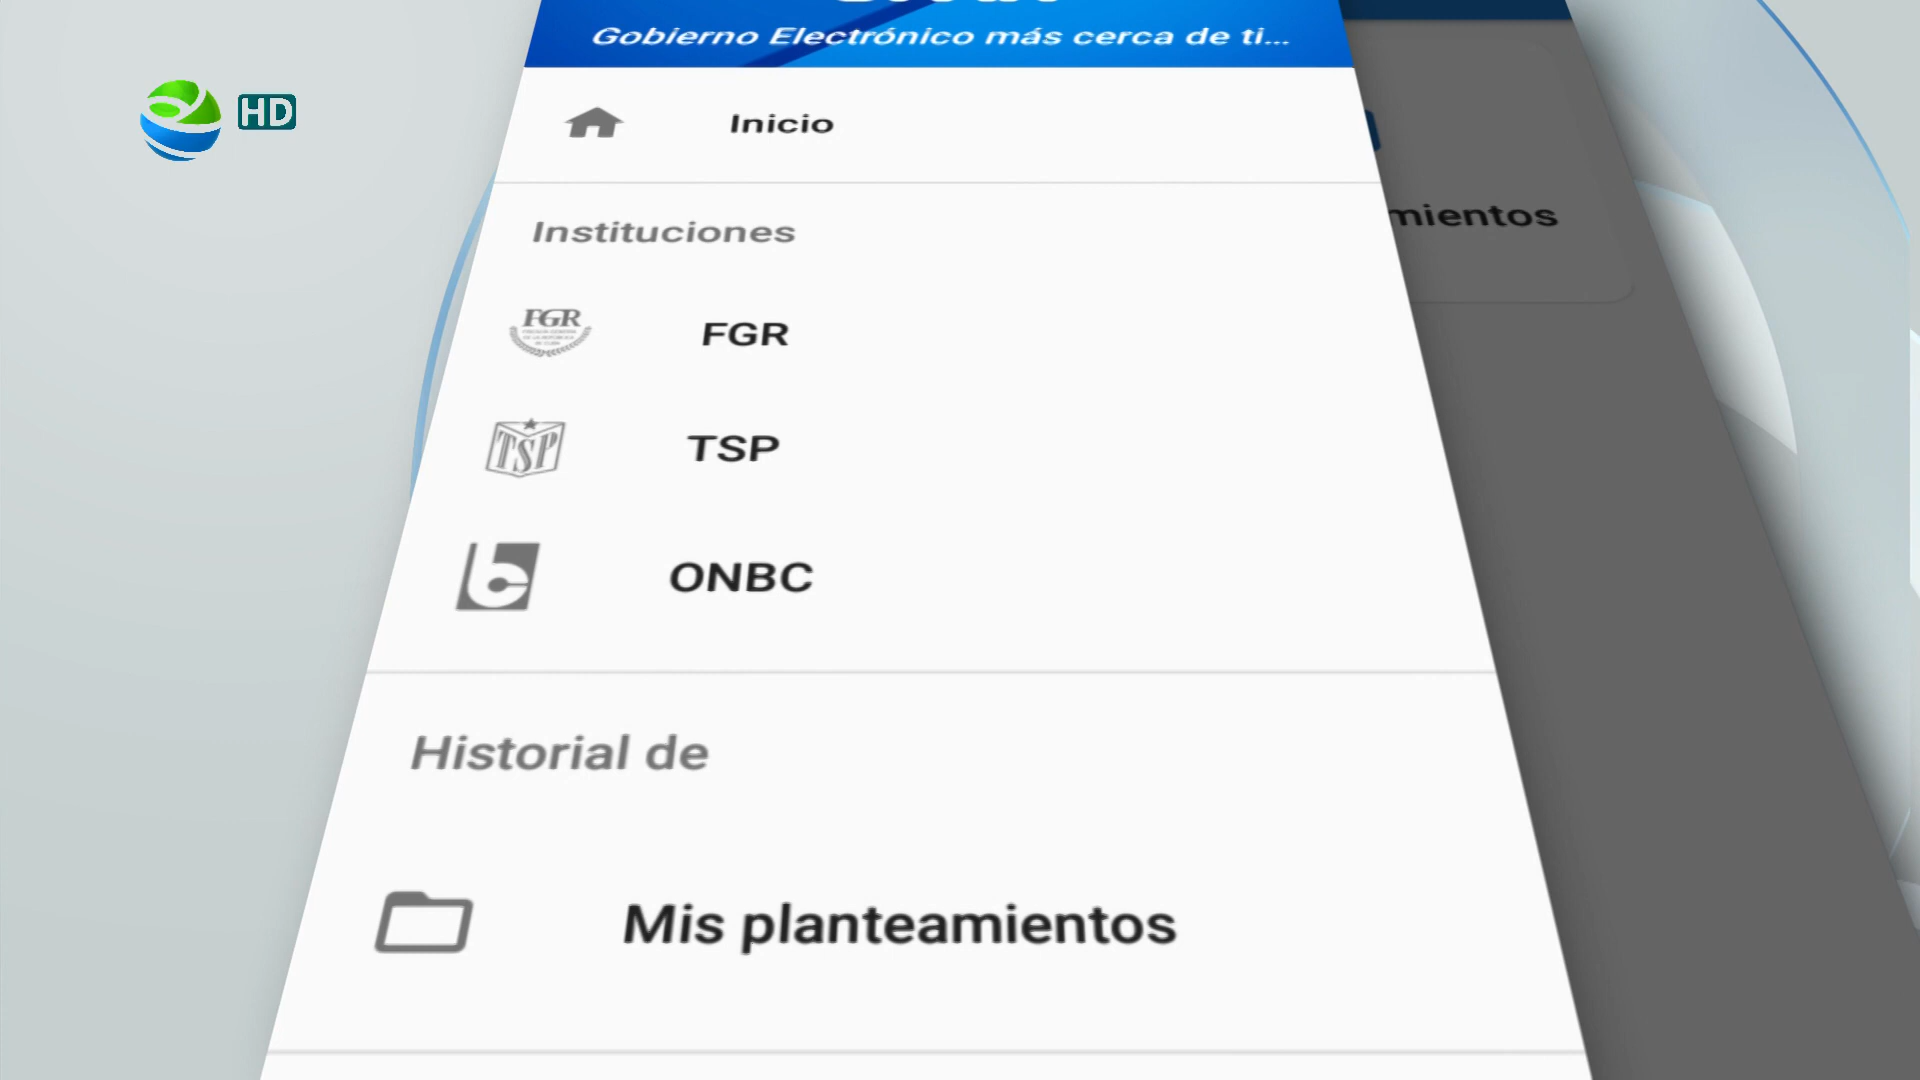 Gobierno Electrónico más cerca de ti...
HD
Inicio
Instituciones
mientos
FGR
FGR
TSP
TSP
ONBC
Historial de
Mis planteamientos